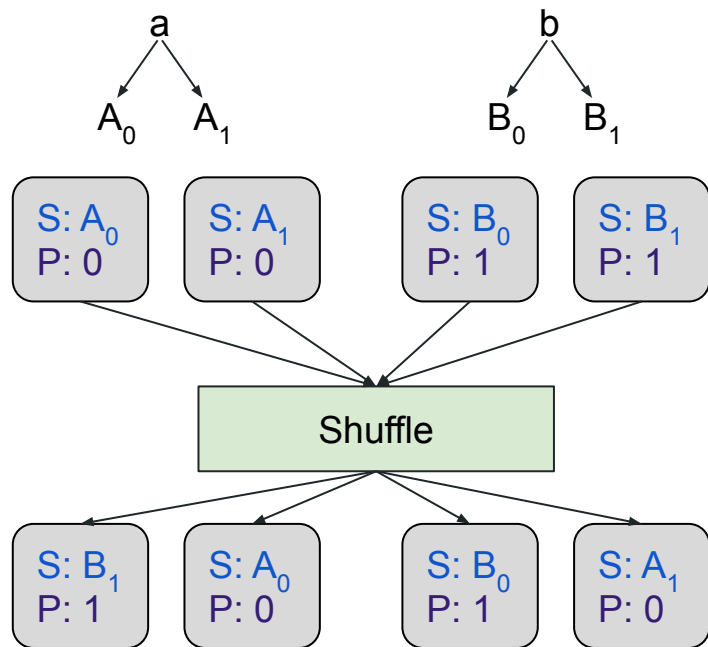 a b
A₀ A₁ B₀ B₁
S: A₀ S: A₁ S: B₀ S: B₁
P: 0 P: 0 P: 1 P: 1
Shuffle
S: B₁ S: A₀ S: B₀ S: A₁
P: 1 P: 0 P: 1 P: 0